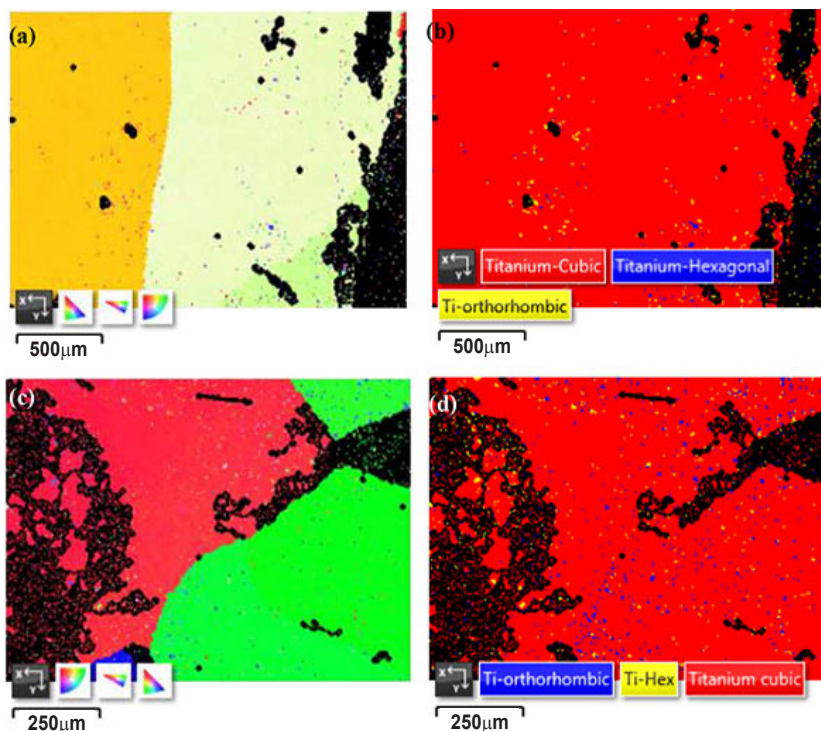 (a)
(b)
X
Y
X
Y
Titanium-Cubic
Titanium-Hexagonal
Ti-orthorhombic
500μm
500μm
(c)
(d)
X
Y
X
Y
Ti-orthorhombic
Ti-Hex
Titanium cubic
250μm
250μm